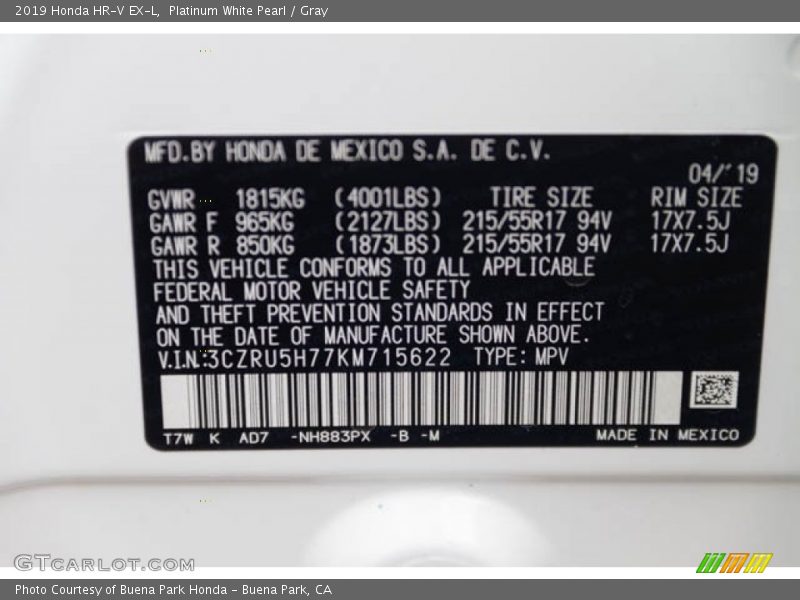 2019 Honda HR-V EX-L, Platinum White Pearl / Gray
MFD.BY HONDA DE MEXICO S.A. DE C.V.
04/'19
GVWR 1815KG (4001LBS) TIRE SIZE RIM SIZE
GAWR F 965KG (2127LBS) 215/55R17 94V 17X7.5J
GAWR R 850KG (1873LBS) 215/55R17 94V 17X7.5J
THIS VEHICLE CONFORMS TO ALL APPLICABLE
FEDERAL MOTOR VEHICLE SAFETY
AND THEFT PREVENTION STANDARDS IN EFFECT
ON THE DATE OF MANUFACTURE SHOWN ABOVE.
V.I.N.:3CZRU5H77KM715622 TYPE: MPV
T7W K AD7 -NH883PX -B -M MADE IN MEXICO
GTCARLOT.COM
Photo Courtesy of Buena Park Honda - Buena Park, CA